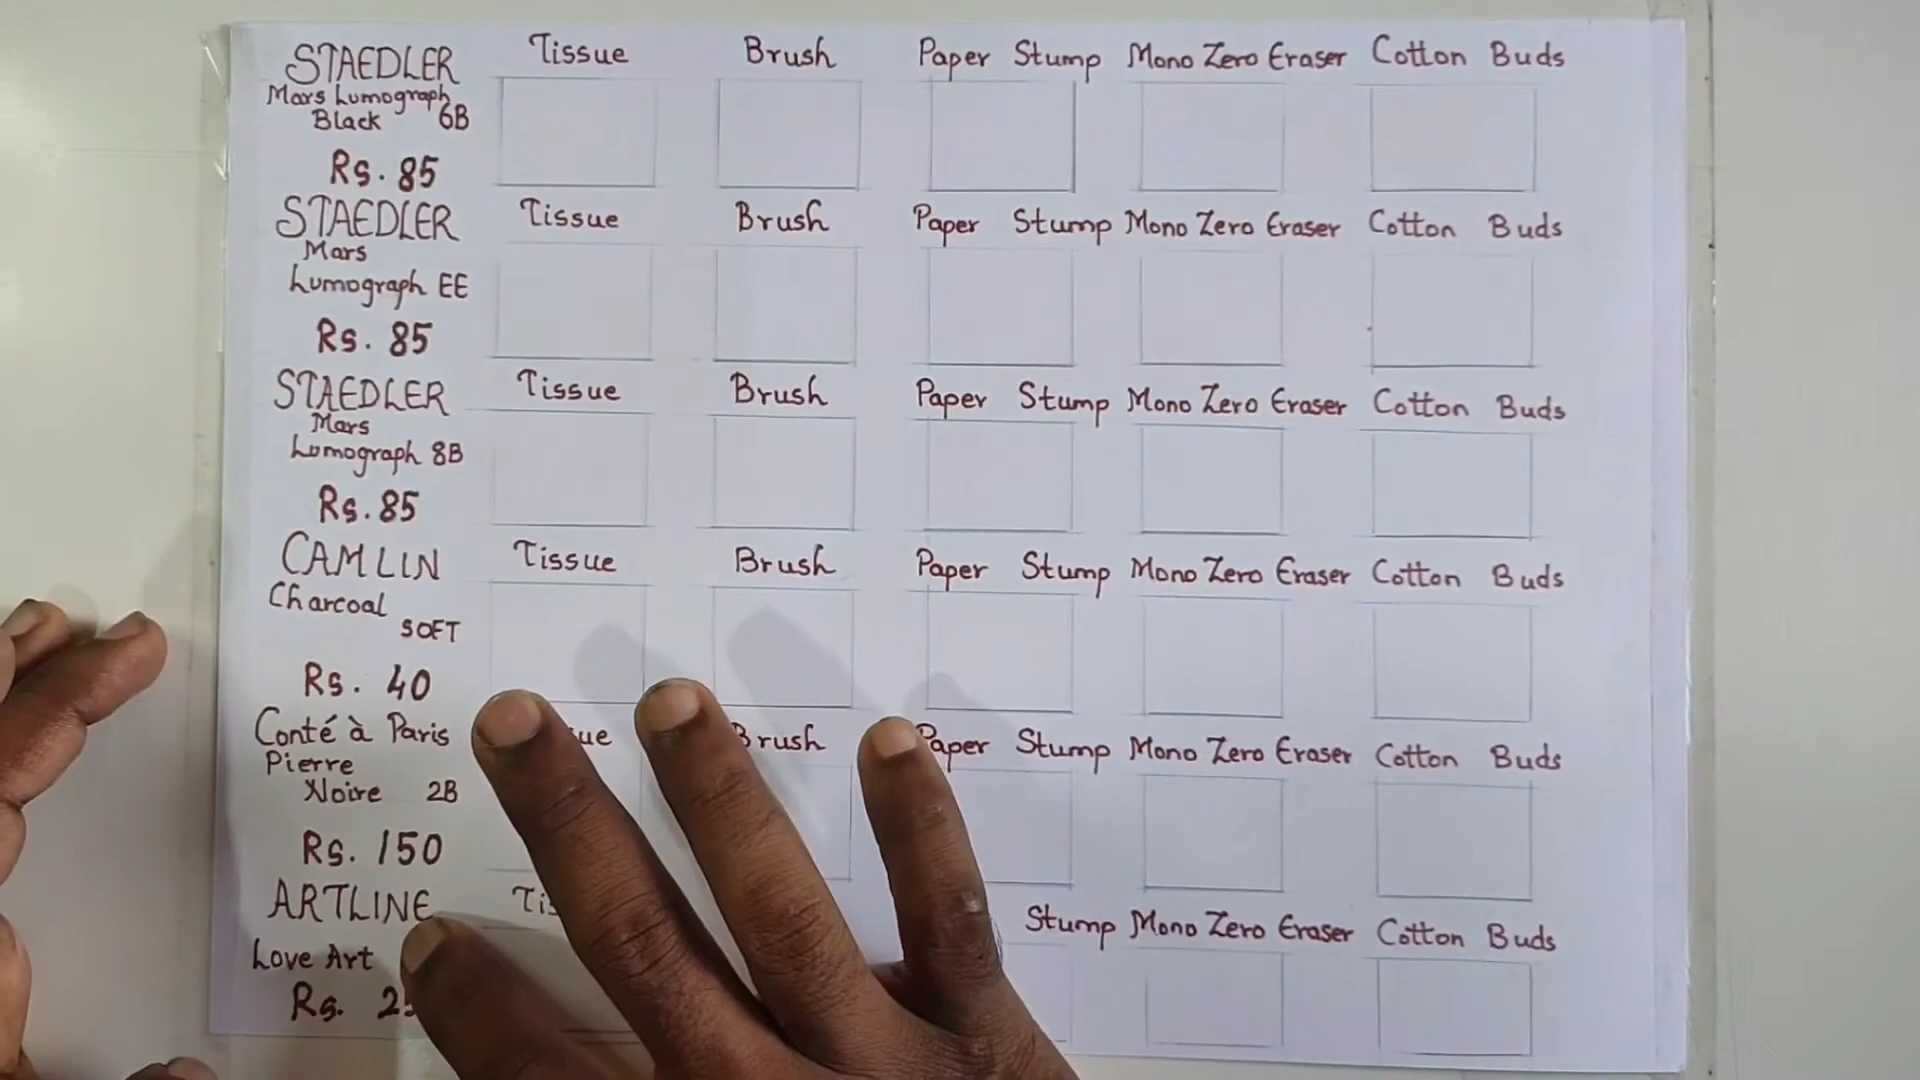 STAEDLER Tissue Brush Paper Stump Mono Zero Eraser Cotton Buds
Mars Lumograph
Black 6B
Rs. 85
STAEDLER Tissue Brush Paper Stump Mono Zero Eraser Cotton Buds
Mars
Lumograph EE
Rs. 85
STAEDLER Tissue Brush Paper Stump Mono Zero Eraser Cotton Buds
Mars
Lumograph 8B
Rs. 85
CAMLIN Tissue Brush Paper Stump Mono Zero Eraser Cotton Buds
Charcoal
SOFT
Rs. 40
Conté à Paris Brush Paper Stump Mono Zero Eraser Cotton Buds
Pierre
Noire 2B
Rs. 150
ARTLINE Stump Mono Zero Eraser Cotton Buds
Love Art
Rs.